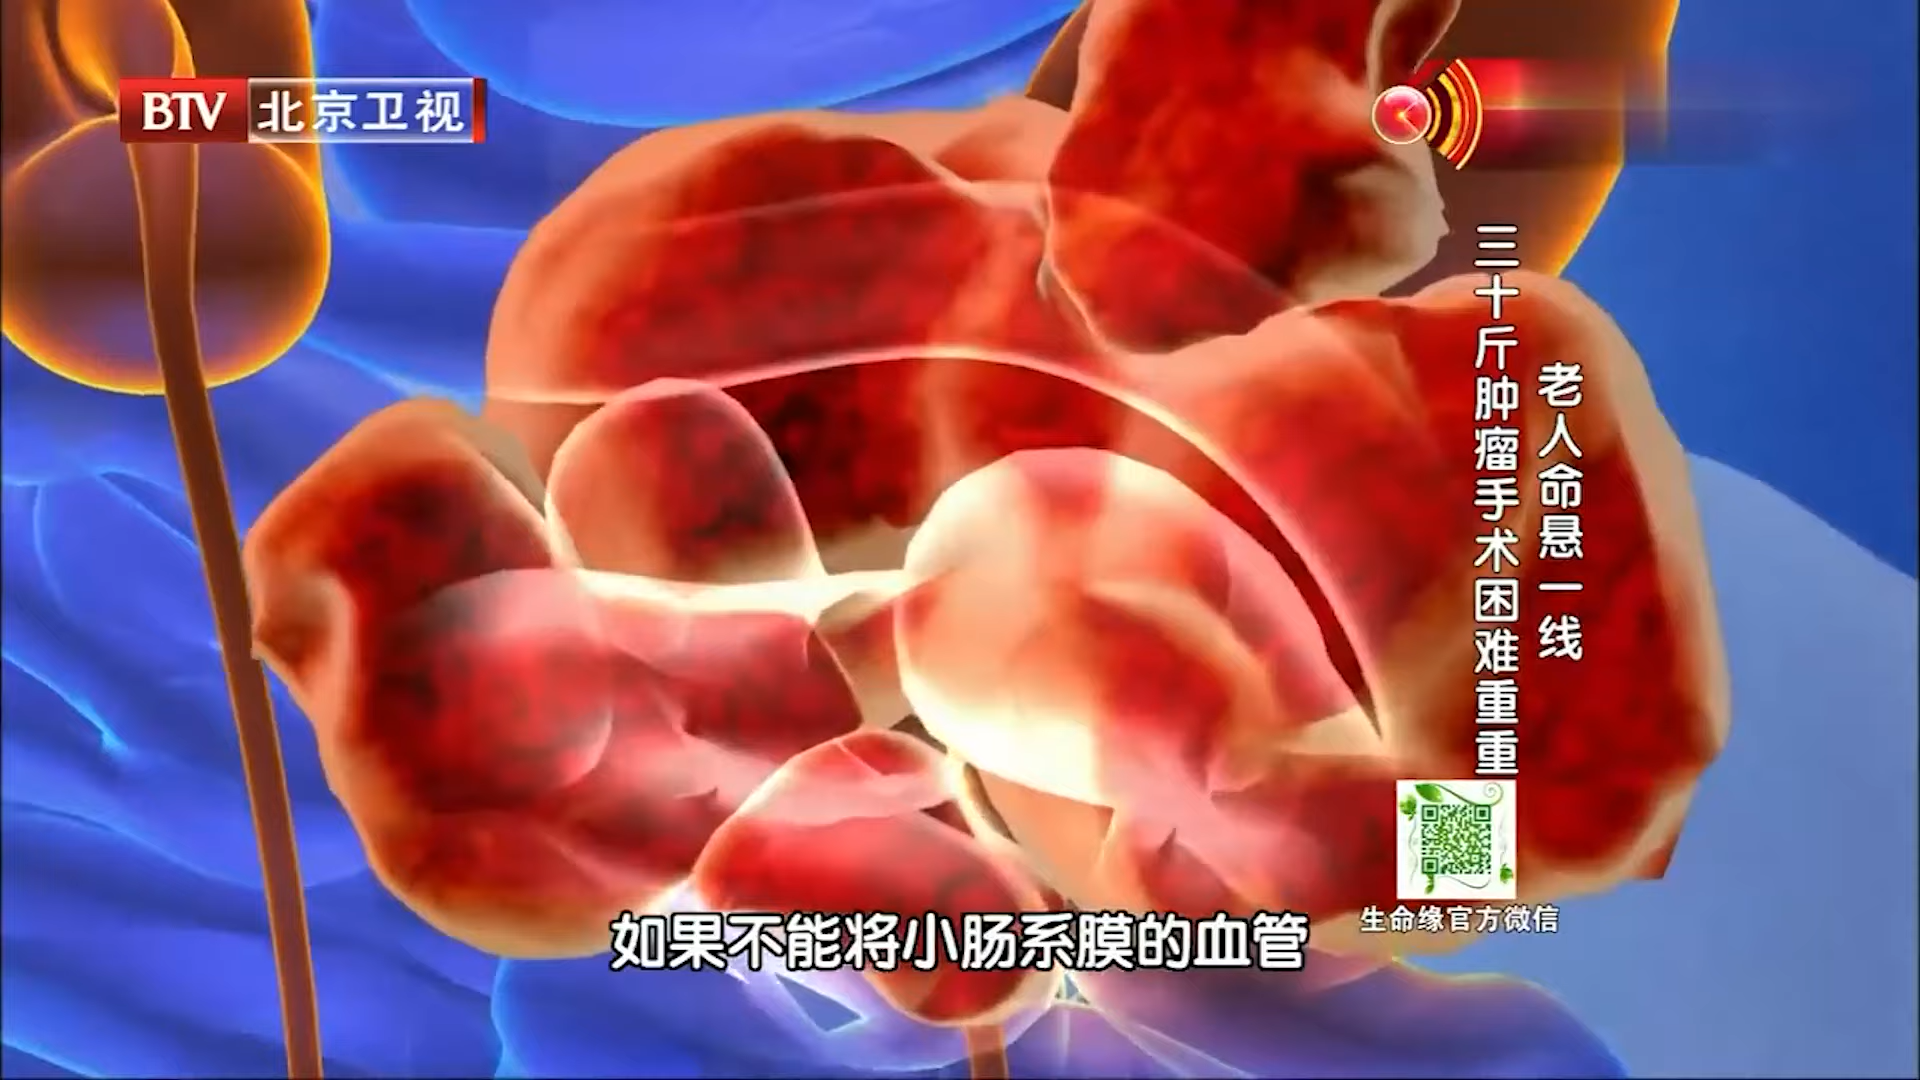 BTV 北京卫视
老人命悬一线
三十斤肿瘤手术困难重重
生命缘官方微信
如果不能将小肠系膜的血管